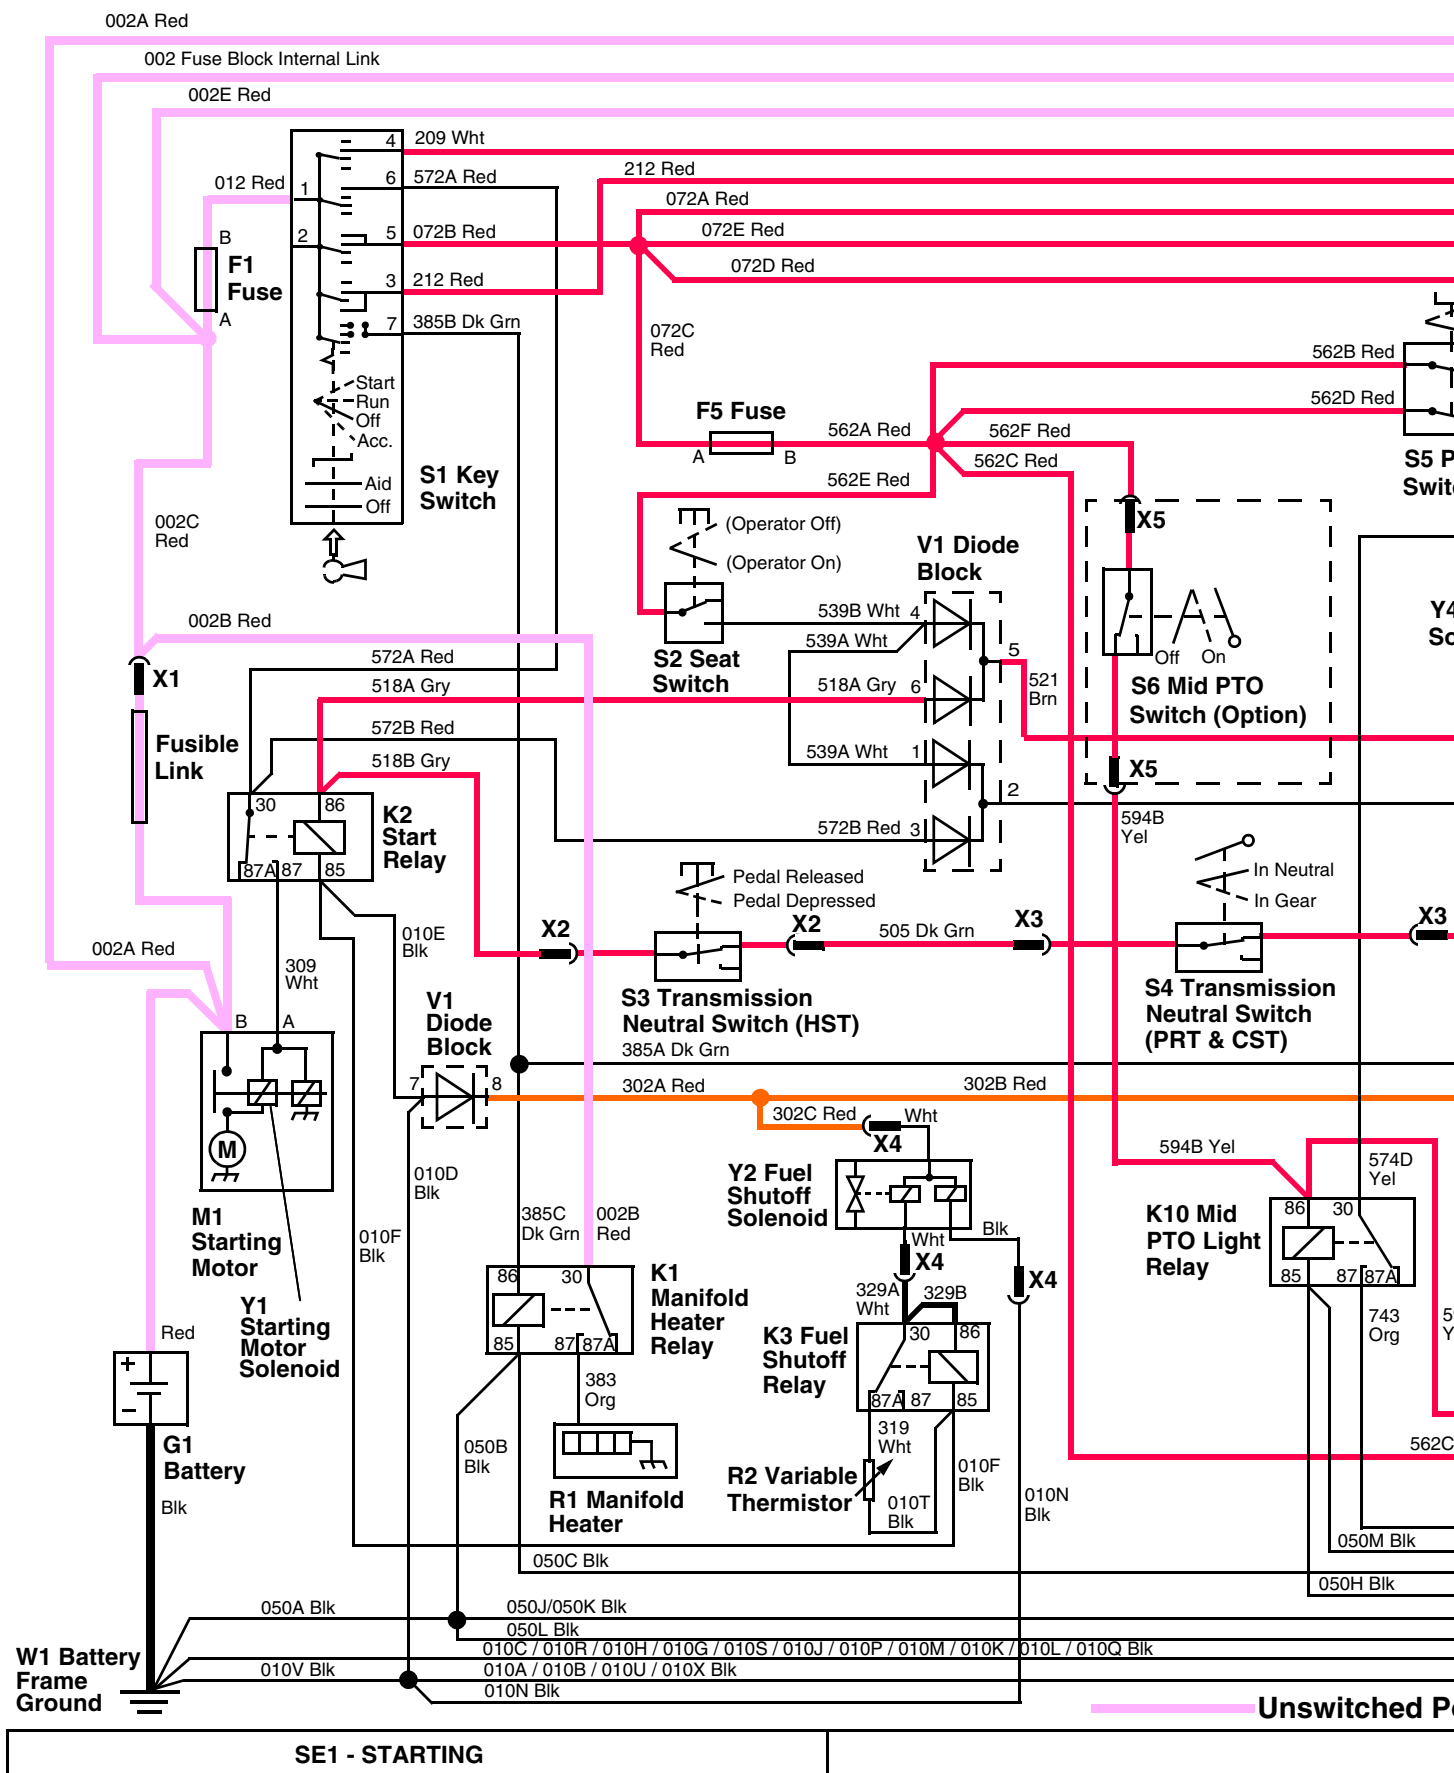 002A Red
002 Fuse Block Internal Link
002E Red
4 209 Wht
212 Red
012 Red 1
6 572A Red
072A Red
2
5 072B Red
072E Red
B
F1
Fuse
A
3 212 Red
072D Red
7 385B Dk Grn
072C
Red
562B Red
Start
Run
Off
Acc.
562D Red
F5 Fuse
A B
562A Red
562F Red
562C Red
562E Red
S5 P
Swit
S1 Key
Switch
Aid
Off
002C
Red
(Operator Off)
(Operator On)
X5
V1 Diode
Block
002B Red
539B Wht 4
539A Wht
5
Y4
So
572A Red
S2 Seat
Switch
X1
518A Gry
518A Gry 6
521
Brn
Off On
S6 Mid PTO
Switch (Option)
572B Red
539A Wht 1
Fusible
Link
518B Gry
X5
2
30 86
K2
Start
Relay
572B Red 3
594B
Yel
87A 87 85
Pedal Released
Pedal Depressed
In Neutral
In Gear
X2
X2
X3
X3
010E
Blk
505 Dk Grn
002A Red
309
Wht
S3 Transmission
Neutral Switch (HST)
S4 Transmission
Neutral Switch
(PRT & CST)
V1
Diode
Block
B A
385A Dk Grn
7 8
302A Red
302B Red
302C Red
Wht
X4
M
010D
Blk
594B Yel
574D
Yel
Y2 Fuel
Shutoff
Solenoid
M1
Starting
Motor
010F
Blk
385C
Dk Grn
002B
Red
Wht
Blk
X4
X4
K10 Mid
PTO Light
Relay
86 30
85 87 87A
86 30
K1
Manifold
Heater
Relay
329A
Wht
329B
Y1
Starting
Motor
Solenoid
85 87 87A
K3 Fuel
Shutoff
Relay
30 86
743
Org
5
Y
Red
+
-
383
Org
87A 87 85
319
Wht
G1
Battery
050B
Blk
562C
R2 Variable
Thermistor
010F
Blk
010T
Blk
010N
Blk
R1 Manifold
Heater
Blk
050M Blk
050C Blk
050H Blk
050A Blk
050J/050K Blk
050L Blk
010C / 010R / 010H / 010G / 010S / 010J / 010P / 010M / 010K / 010L / 010Q Blk
W1 Battery
Frame
Ground
010V Blk
010A / 010B / 010U / 010X Blk
010N Blk
Unswitched P
SE1 - STARTING